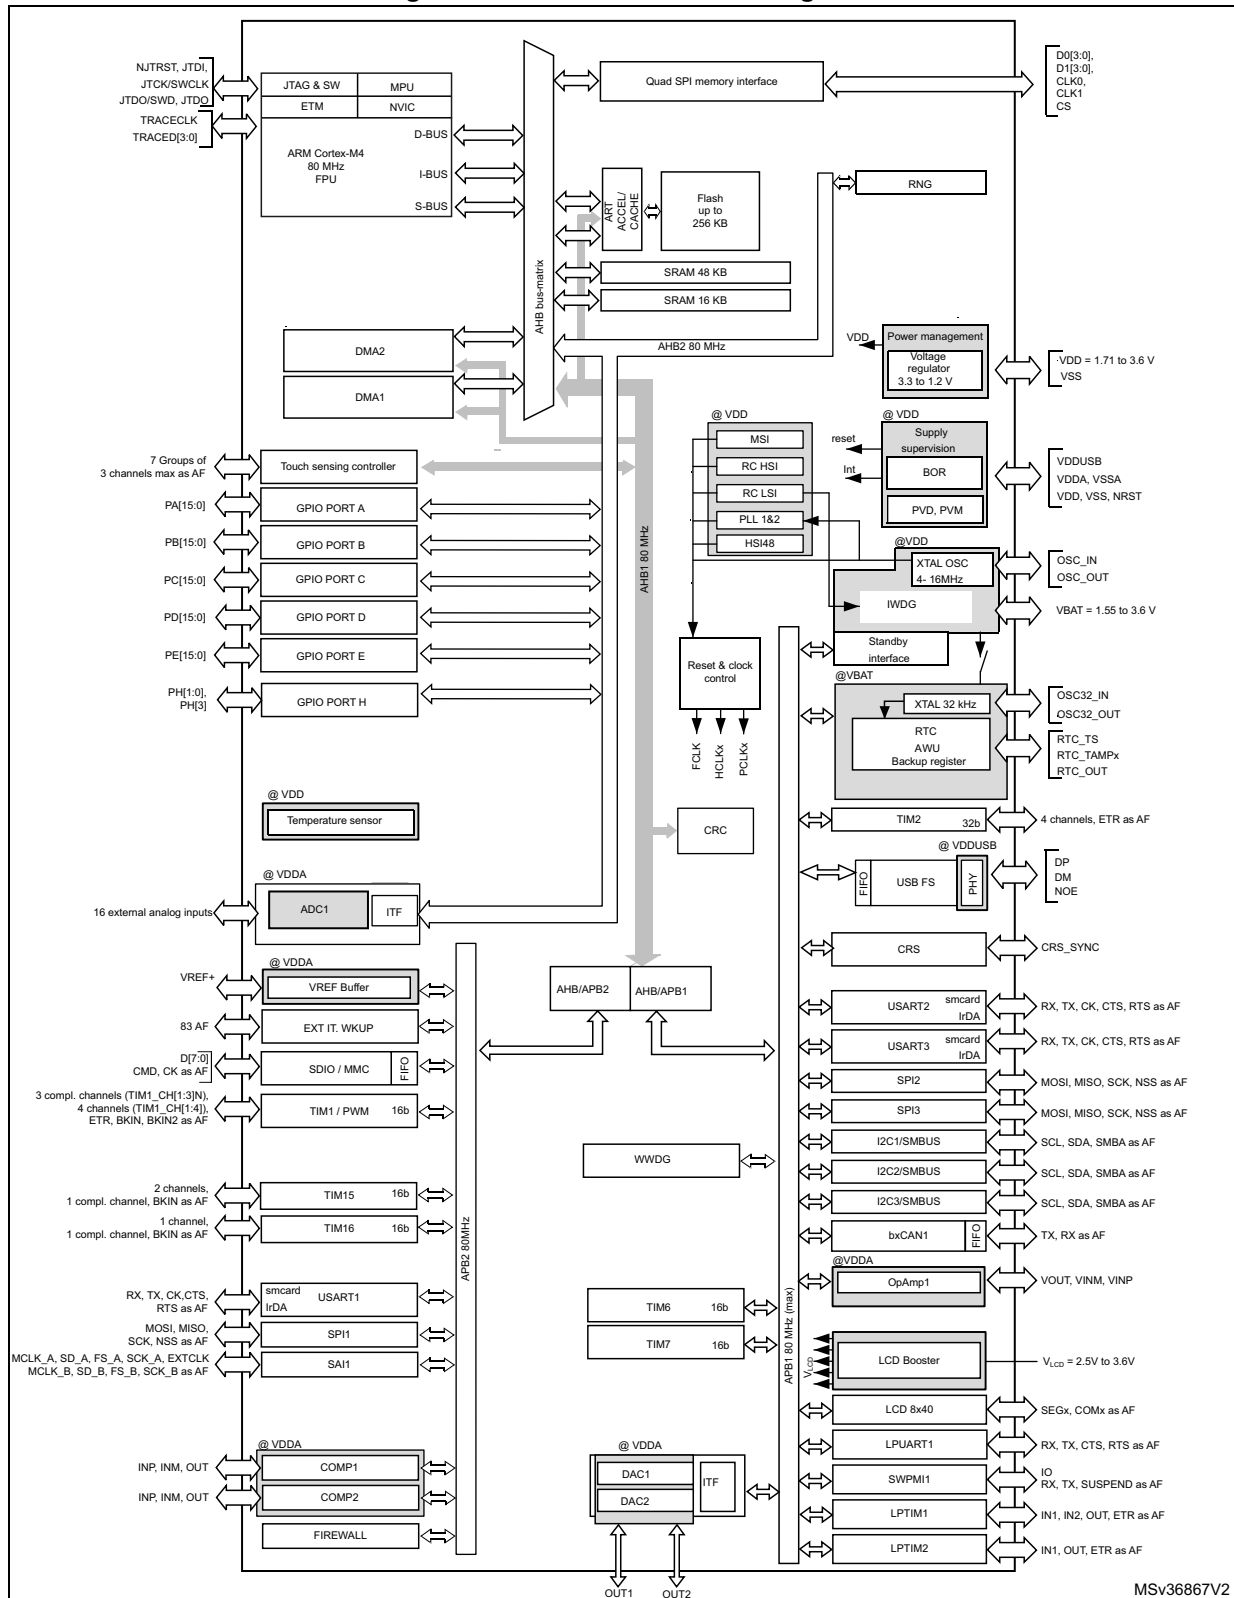 NJTRST, JTDI,
JTCK/SWCLK
JTDO/SWD, JTDO
TRACECLK
TRACED[3:0]
JTAG & SW
MPU
ETM
NVIC
ARM Cortex-M4
80 MHz
FPU
D-BUS
I-BUS
S-BUS
AHB bus-matrix
Quad SPI memory interface
D0[3:0],
D1[3:0],
CLK0,
CLK1
CS
ART
ACCEL/
CACHE
Flash
up to
256 KB
RNG
SRAM 48 KB
SRAM 16 KB
AHB2 80 MHz
DMA2
DMA1
VDD
Power management
Voltage
regulator
3.3 to 1.2 V
VDD = 1.71 to 3.6 V
VSS
@ VDD
MSI
RC HSI
RC LSI
PLL 1&2
HSI48
@ VDD
reset
Int
Supply
supervision
BOR
PVD, PVM
VDDUSB
VDDA, VSSA
VDD, VSS, NRST
7 Groups of
3 channels max as AF
Touch sensing controller
PA[15:0]
GPIO PORT A
PB[15:0]
GPIO PORT B
PC[15:0]
GPIO PORT C
PD[15:0]
GPIO PORT D
PE[15:0]
GPIO PORT E
PH[1:0],
PH[3]
GPIO PORT H
AHB1 80 MHz
@VDD
XTAL OSC
4- 16MHz
IWDG
Standby
interface
OSC_IN
OSC_OUT
VBAT = 1.55 to 3.6 V
Reset & clock
control
FCLK
HCLKx
PCLKx
@VBAT
XTAL 32 kHz
RTC
AWU
Backup register
OSC32_IN
OSC32_OUT
RTC_TS
RTC_TAMPx
RTC_OUT
@ VDD
Temperature sensor
CRC
TIM2
32b
4 channels, ETR as AF
@ VDDUSB
FIFO
USB FS
PHY
DP
DM
NOE
@ VDDA
16 external analog inputs
ADC1
ITF
CRS
CRS_SYNC
@ VDDA
VREF+
VREF Buffer
AHB/APB2
AHB/APB1
83 AF
EXT IT. WKUP
D[7:0]
CMD, CK as AF
SDIO / MMC
FIFO
3 compl. channels (TIM1_CH[1:3]N),
4 channels (TIM1_CH[1:4]),
ETR, BKIN, BKIN2 as AF
TIM1 / PWM
16b
2 channels,
1 compl. channel, BKIN as AF
TIM15
16b
1 channel,
1 compl. channel, BKIN as AF
TIM16
16b
APB2 80MHz
RX, TX, CK,CTS,
RTS as AF
smcard
IrDA
USART1
MOSI, MISO,
SCK, NSS as AF
SPI1
MCLK_A, SD_A, FS_A, SCK_A, EXTCLK
MCLK_B, SD_B, FS_B, SCK_B as AF
SAI1
@ VDDA
INP, INM, OUT
COMP1
INP, INM, OUT
COMP2
FIREWALL
WWDG
TIM6
16b
TIM7
16b
@ VDDA
DAC1
DAC2
ITF
OUT1
OUT2
APB1 80 MHz (max)
USART2
smcard
IrDA
RX, TX, CK, CTS, RTS as AF
USART3
smcard
IrDA
RX, TX, CK, CTS, RTS as AF
SPI2
MOSI, MISO, SCK, NSS as AF
SPI3
MOSI, MISO, SCK, NSS as AF
I2C1/SMBUS
SCL, SDA, SMBA as AF
I2C2/SMBUS
SCL, SDA, SMBA as AF
I2C3/SMBUS
SCL, SDA, SMBA as AF
bxCAN1
FIFO
TX, RX as AF
@VDDA
OpAmp1
VOUT, VINM, VINP
VLCD
LCD Booster
VLCD = 2.5V to 3.6V
LCD 8x40
SEGx, COMx as AF
LPUART1
RX, TX, CTS, RTS as AF
SWPMI1
IO
RX, TX, SUSPEND as AF
LPTIM1
IN1, IN2, OUT, ETR as AF
LPTIM2
IN1, OUT, ETR as AF
MSv36867V2